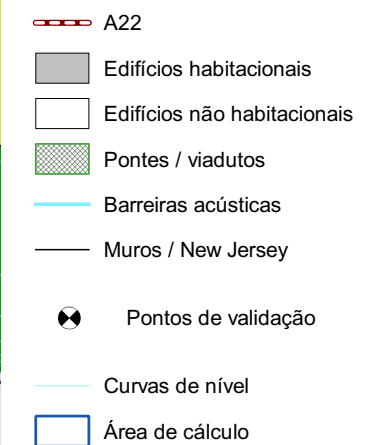 A22
Edifícios habitacionais
Edifícios não habitacionais
Pontes / viadutos
Barreiras acústicas
Muros / New Jersey
Pontos de validação
Curvas de nível
Área de cálculo